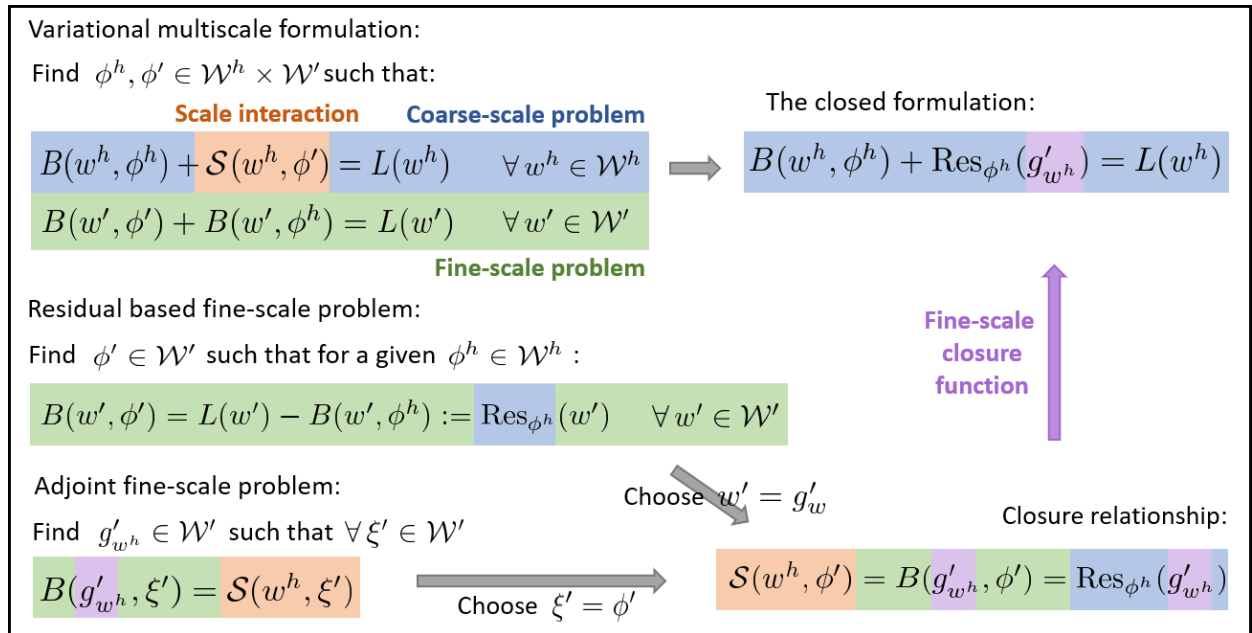 Variational multiscale formulation:
Find ϕ^h, ϕ′ ∈ 𝒲^h × 𝒲′ such that:
Scale interaction Coarse-scale problem
B(w^h, ϕ^h) + 𝒮(w^h, ϕ′) = L(w^h) ∀ w^h ∈ 𝒲^h
B(w′, ϕ′) + B(w′, ϕ^h) = L(w′) ∀ w′ ∈ 𝒲′
Fine-scale problem
The closed formulation:
B(w^h, ϕ^h) + Res_{ϕ^h}(g′_{w^h}) = L(w^h)
Fine-scale
closure
function
Residual based fine-scale problem:
Find ϕ′ ∈ 𝒲′ such that for a given ϕ^h ∈ 𝒲^h :
B(w′, ϕ′) = L(w′) − B(w′, ϕ^h) := Res_{ϕ^h}(w′) ∀ w′ ∈ 𝒲′
Choose w′ = g′_w
Adjoint fine-scale problem:
Find g′_{w^h} ∈ 𝒲′ such that ∀ ξ′ ∈ 𝒲′
B(g′_{w^h}, ξ′) = 𝒮(w^h, ξ′)
Choose ξ′ = ϕ′
Closure relationship:
𝒮(w^h, ϕ′) = B(g′_{w^h}, ϕ′) = Res_{ϕ^h}(g′_{w^h})